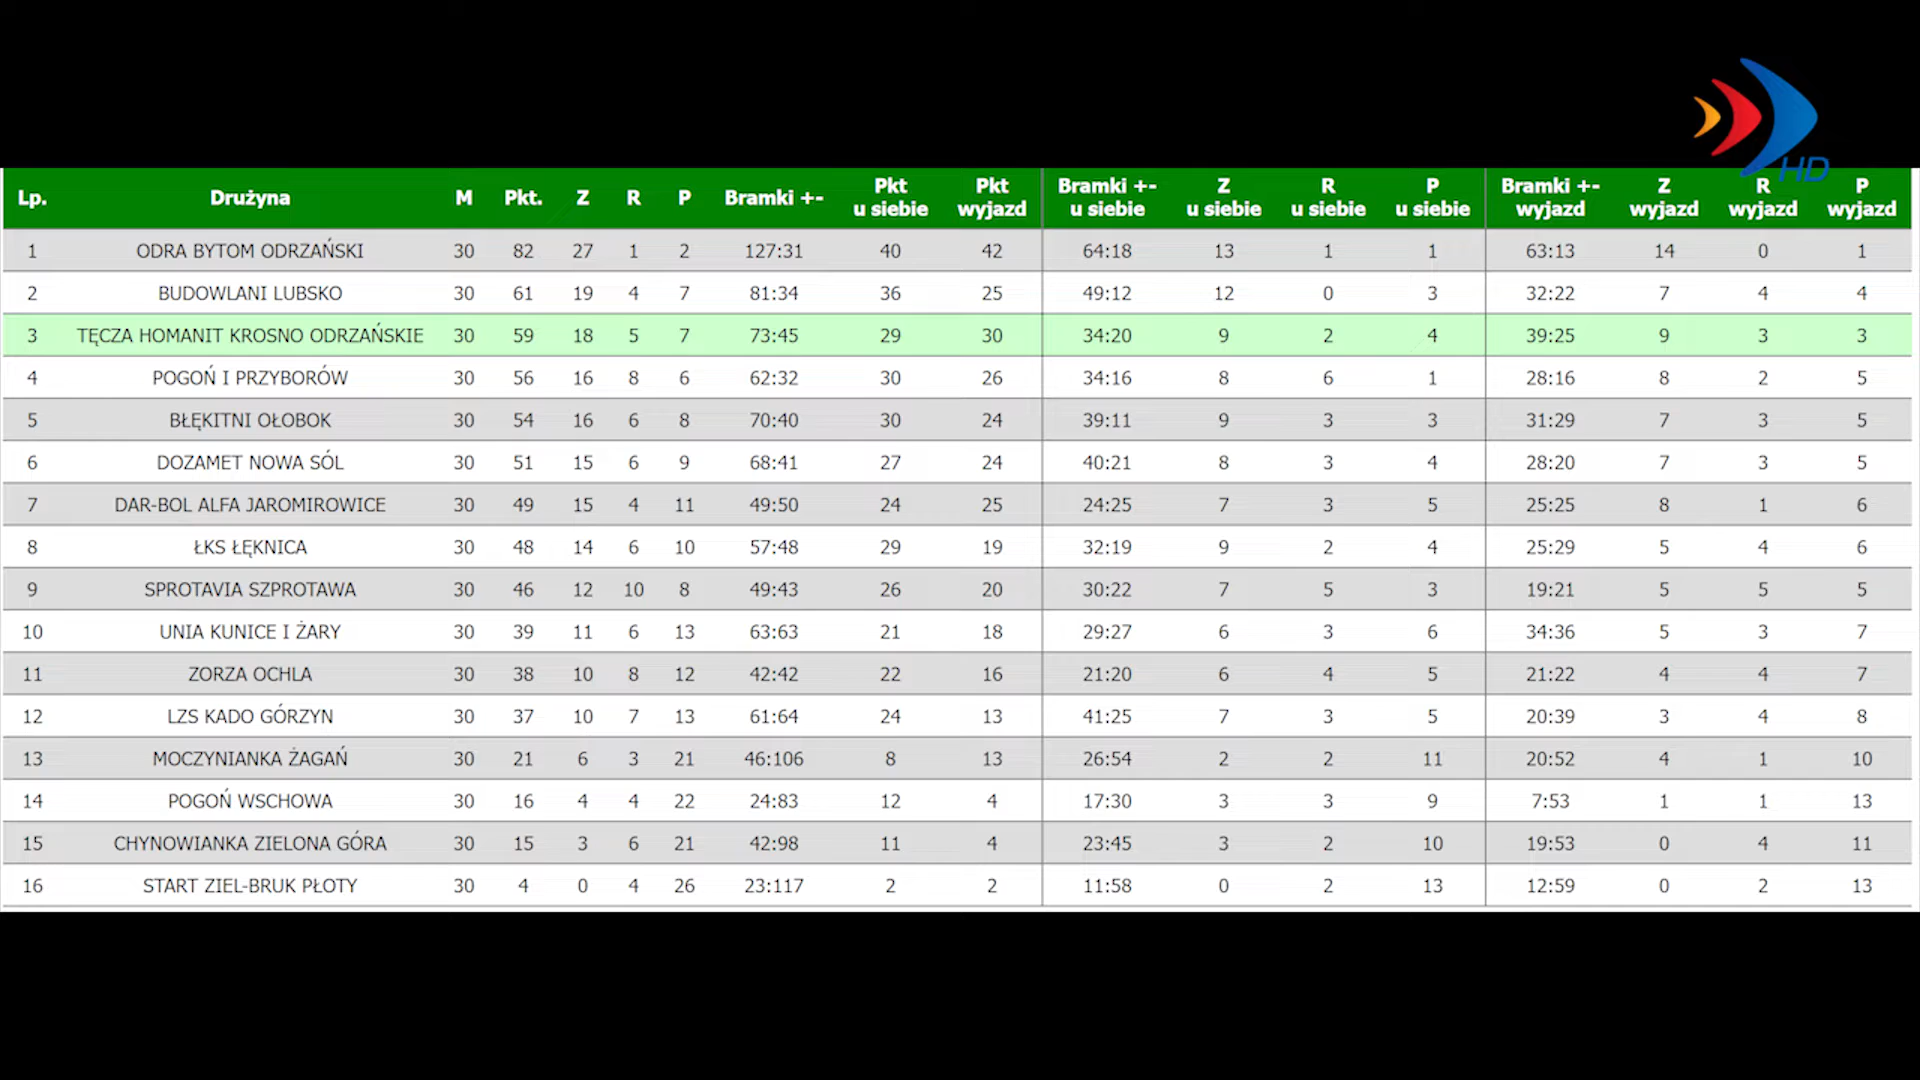 HD
Lp. Drużyna M Pkt. Z R P Bramki +- Pkt u siebie Pkt wyjazd Bramki +- u siebie Z u siebie R u siebie P u siebie Bramki +- wyjazd Z wyjazd R wyjazd P wyjazd
1 ODRA BYTOM ODRZAŃSKI 30 82 27 1 2 127:31 40 42 64:18 13 1 1 63:13 14 0 1
2 BUDOWLANI LUBSKO 30 61 19 4 7 81:34 36 25 49:12 12 0 3 32:22 7 4 4
3 TĘCZA HOMANIT KROSNO ODRZAŃSKIE 30 59 18 5 7 73:45 29 30 34:20 9 2 4 39:25 9 3 3
4 POGOŃ I PRZYBORÓW 30 56 16 8 6 62:32 30 26 34:16 8 6 1 28:16 8 2 5
5 BŁĘKITNI OŁOBOK 30 54 16 6 8 70:40 30 24 39:11 9 3 3 31:29 7 3 5
6 DOZAMET NOWA SÓL 30 51 15 6 9 68:41 27 24 40:21 8 3 4 28:20 7 3 5
7 DAR-BOL ALFA JAROMIROWICE 30 49 15 4 11 49:50 24 25 24:25 7 3 5 25:25 8 1 6
8 ŁKS ŁĘKNICA 30 48 14 6 10 57:48 29 19 32:19 9 2 4 25:29 5 4 6
9 SPROTAVIA SZPROTAWA 30 46 12 10 8 49:43 26 20 30:22 7 5 3 19:21 5 5 5
10 UNIA KUNICE I ŻARY 30 39 11 6 13 63:63 21 18 29:27 6 3 6 34:36 5 3 7
11 ZORZA OCHLA 30 38 10 8 12 42:42 22 16 21:20 6 4 5 21:22 4 4 7
12 LZS KADO GÓRZYN 30 37 10 7 13 61:64 24 13 41:25 7 3 5 20:39 3 4 8
13 MOCZYNIANKA ŻAGAŃ 30 21 6 3 21 46:106 8 13 26:54 2 2 11 20:52 4 1 10
14 POGOŃ WSCHOWA 30 16 4 4 22 24:83 12 4 17:30 3 3 9 7:53 1 1 13
15 CHYNOWIANKA ZIELONA GÓRA 30 15 3 6 21 42:98 11 4 23:45 3 2 10 19:53 0 4 11
16 START ZIEL-BRUK PŁOTY 30 4 0 4 26 23:117 2 2 11:58 0 2 13 12:59 0 2 13